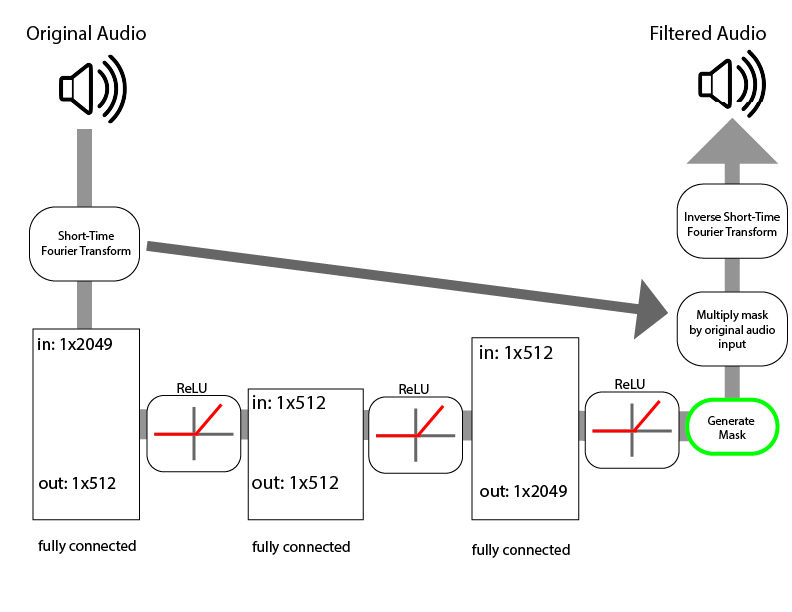 Original Audio
Filtered Audio
Short-Time
Fourier Transform
Inverse Short-Time
Fourier Transform
Multiply mask
by original audio
input
in: 1x2049
out: 1x512
fully connected
ReLU
in: 1x512
out: 1x512
fully connected
ReLU
in: 1x512
out: 1x2049
fully connected
ReLU
Generate
Mask